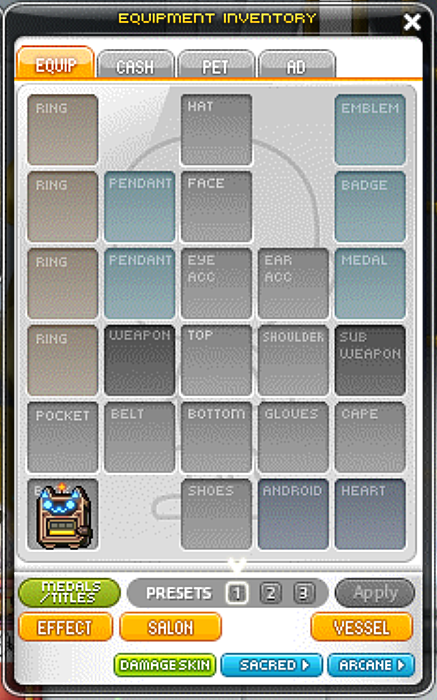 EQUIPMENT INVENTORY
EQUIP CASH PET AD
RING HAT EMBLEM
RING PENDANT FACE BADGE
RING PENDANT EYE ACC EAR ACC MEDAL
RING WEAPON TOP SHOULDER SUB WEAPON
POCKET BELT BOTTOM GLOVES CAPE
SHOES ANDROID HEART
MEDALS/TITLES PRESETS 1 2 3 Apply
EFFECT SALON VESSEL
DAMAGE SKIN SACRED ARCANE